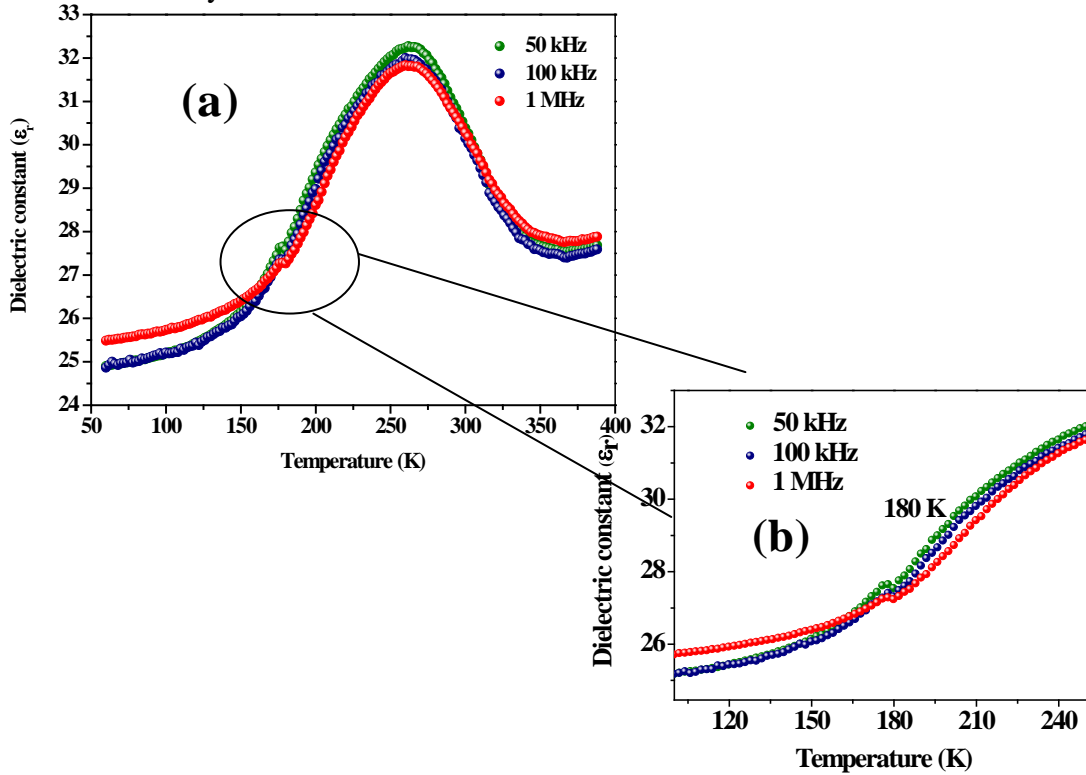 33
32
31
30
29
28
27
26
25
24
Dielectric constant (εr)
(a)
50 kHz
100 kHz
1 MHz
50 100 150 200 250 300 350 400
Temperature (K)
32
30
28
26
Dielectric constant (εr)
50 kHz
100 kHz
1 MHz
180 K
(b)
120 150 180 210 240
Temperature (K)